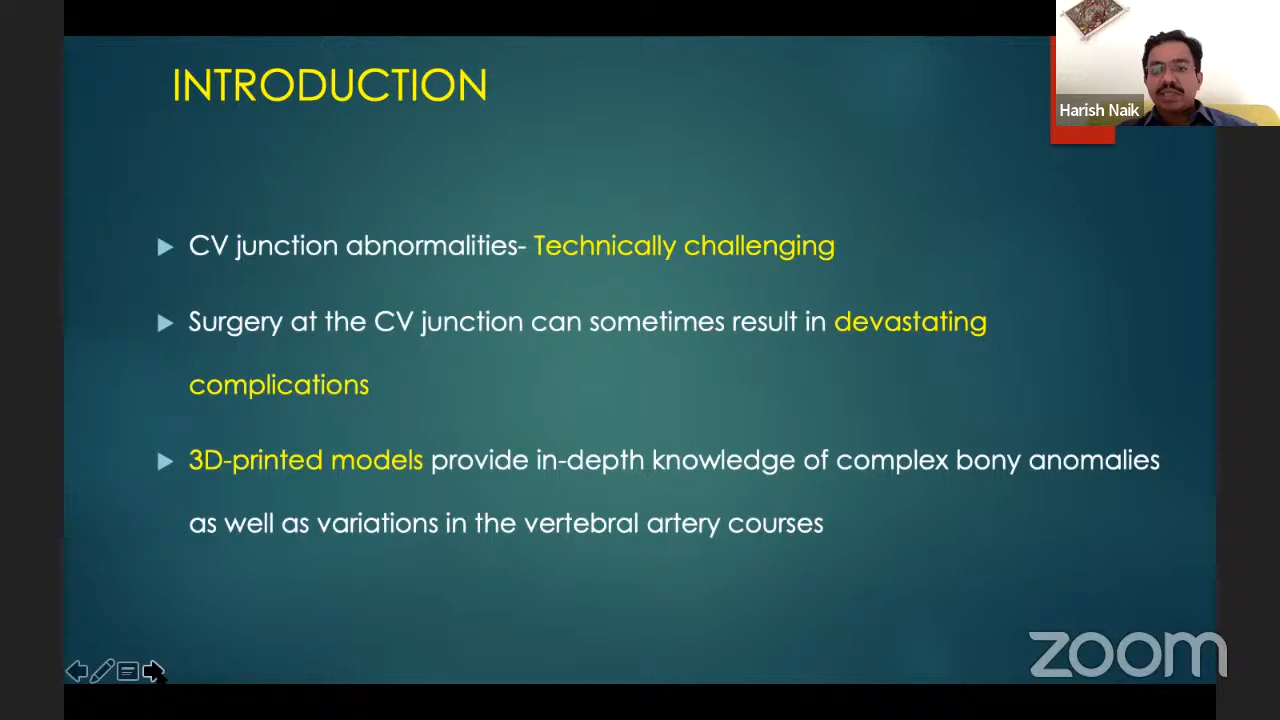 INTRODUCTION
Harish Naik
CV junction abnormalities- Technically challenging
Surgery at the CV junction can sometimes result in devastating
complications
3D-printed models provide in-depth knowledge of complex bony anomalies
as well as variations in the vertebral artery courses
zoom